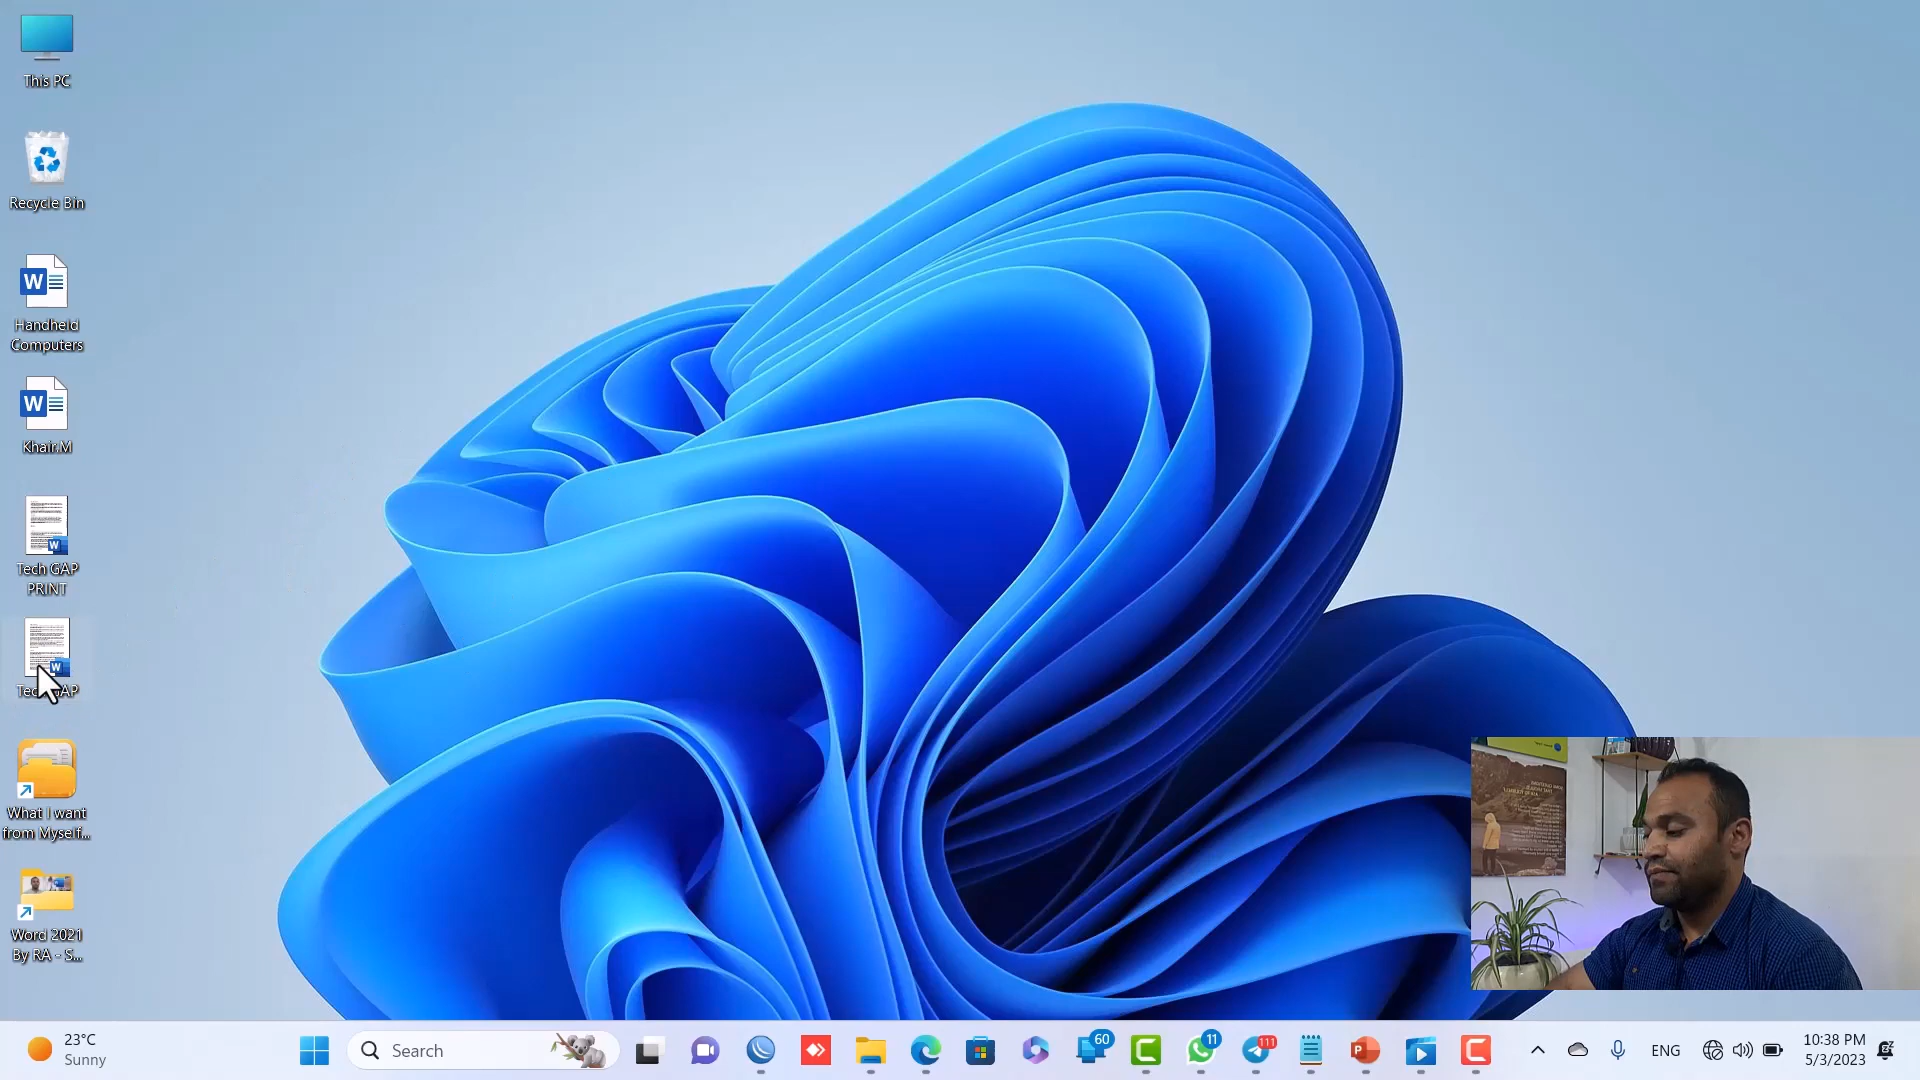 This PC
Recycle Bin
Handheld
Computers
Khair.M
Tech GAP
PRINT
What I want
from Myself...
Word 2021
By RA - S...
23°C
Sunny
Search
60
11
111
ENG
10:38 PM
5/3/2023